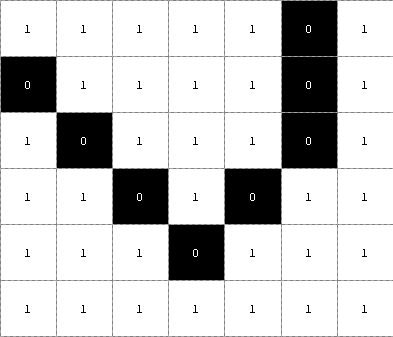 1 1 1 1 1 0 1
0 1 1 1 1 0 1
1 0 1 1 1 0 1
1 1 0 1 0 1 1
1 1 1 0 1 1 1
1 1 1 1 1 1 1